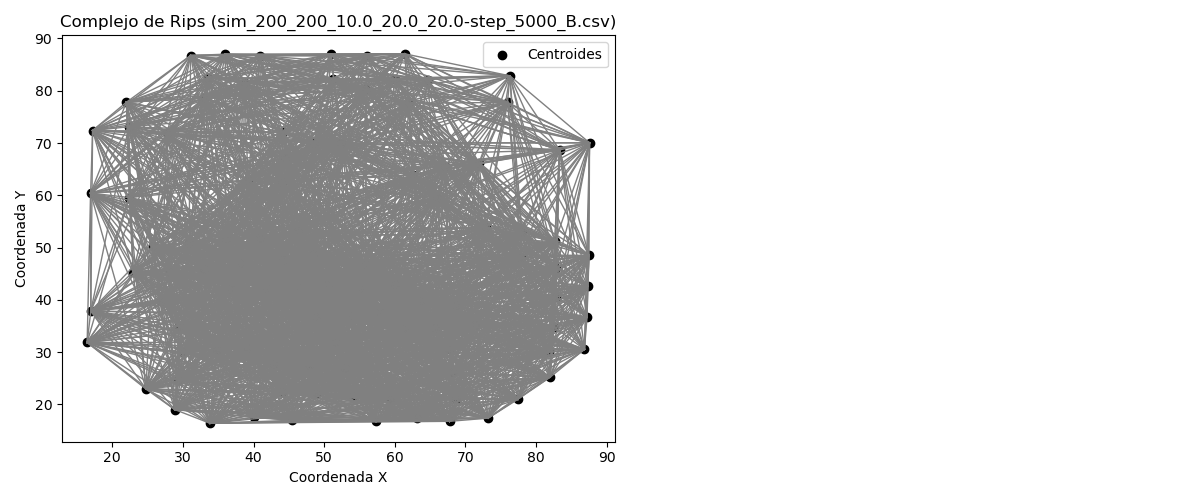 Complejo de Rips (sim_200_200_10.0_20.0_20.0-step_5000_B.csv)
Centroides
90
80
70
60
50
40
30
20
Coordenada Y
20 30 40 50 60 70 80 90
Coordenada X